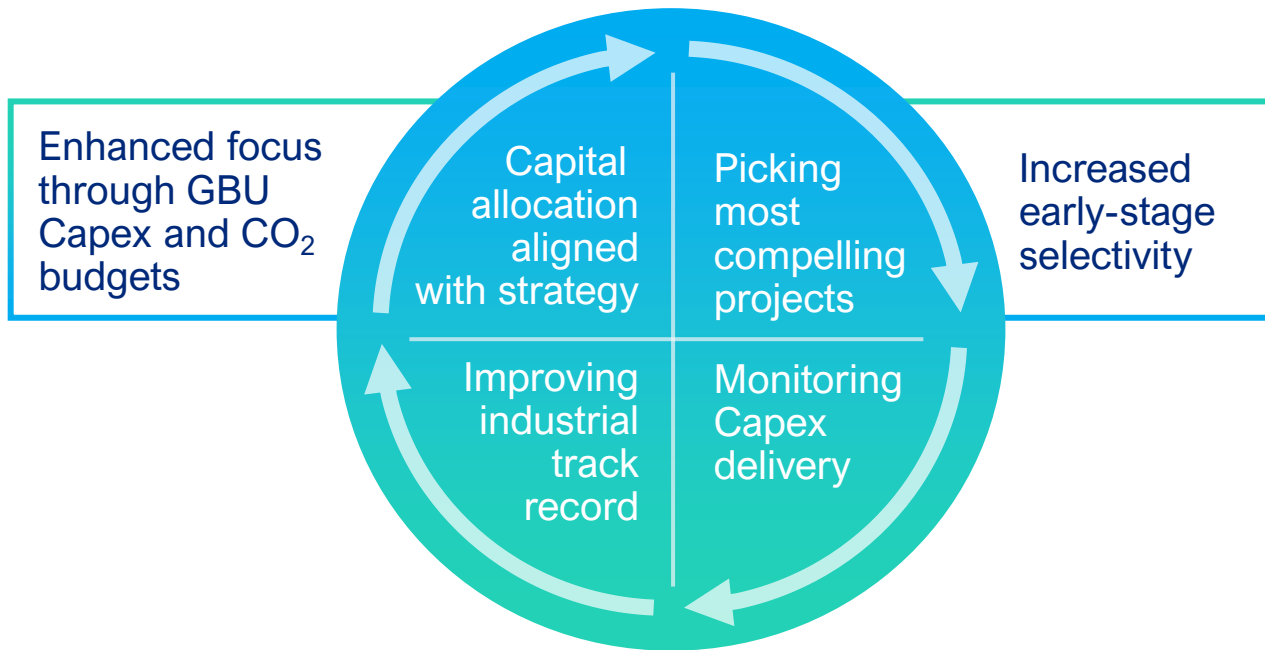 Enhanced focus
through GBU
Capex and CO₂
budgets
Capital
allocation
aligned
with strategy
Picking
most
compelling
projects
Increased
early-stage
selectivity
Improving
industrial
track
record
Monitoring
Capex
delivery